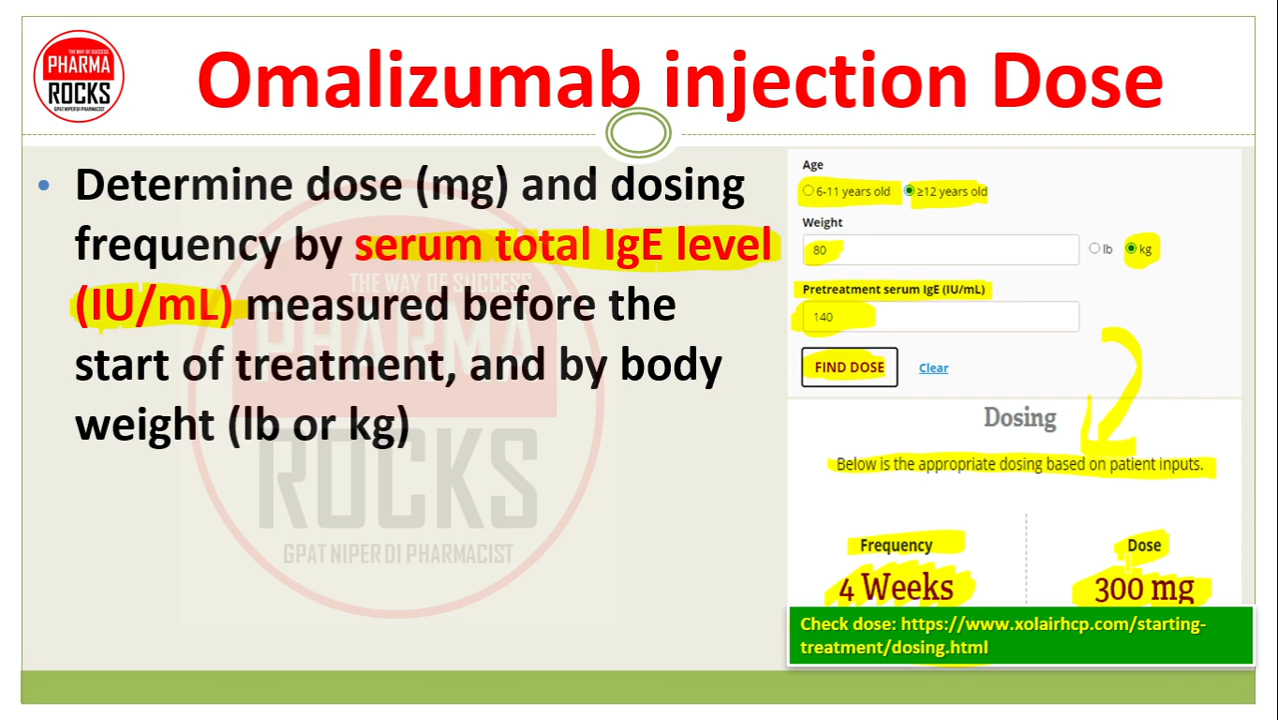 THE WAY OF SUCCESS
PHARMA
ROCKS
GPAT NIPER DI PHARMACIST
Omalizumab injection Dose
• Determine dose (mg) and dosing
frequency by serum total IgE level
(IU/mL) measured before the
start of treatment, and by body
weight (lb or kg)
THE WAY OF SUCCESS
PHARMA
ROCKS
GPAT NIPER DI PHARMACIST
Age
6-11 years old ≥12 years old
Weight
80 lb kg
Pretreatment serum IgE (IU/mL)
140
FIND DOSE Clear
Dosing
Below is the appropriate dosing based on patient inputs.
Frequency Dose
4 Weeks 300 mg
Check dose: https://www.xolairhcp.com/starting-
treatment/dosing.html